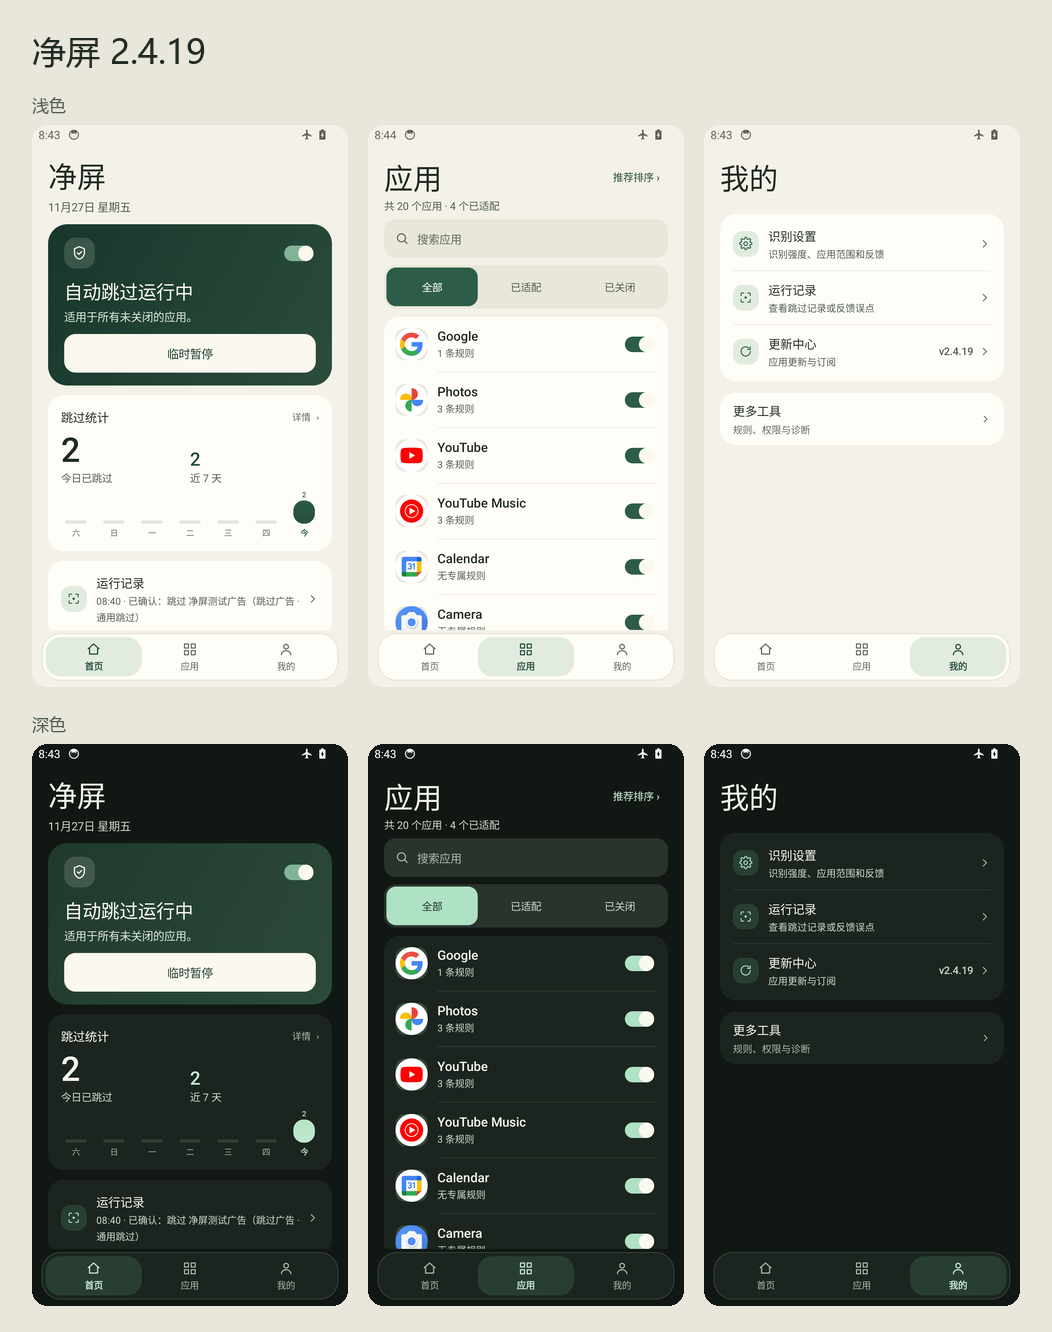 净屏 2.4.19
浅色
8:43
净屏
11月27日 星期五
自动跳过运行中
适用于所有未关闭的应用。
临时暂停
跳过统计
详情 ›
2
今日已跳过
2
近 7 天
2
六 日 一 二 三 四 今
运行记录
08:40 · 已确认：跳过 净屏测试广告（跳过广告 ·
通用跳过）
首页 应用 我的
8:44
应用
推荐排序 ›
共 20 个应用 · 4 个已适配
搜索应用
全部 已适配 已关闭
Google
1 条规则
Photos
3 条规则
YouTube
3 条规则
YouTube Music
3 条规则
31
Calendar
无专属规则
Camera
首页 应用 我的
8:43
我的
识别设置
识别强度、应用范围和反馈
运行记录
查看跳过记录或反馈误点
更新中心
应用更新与订阅
v2.4.19
更多工具
规则、权限与诊断
首页 应用 我的
深色
8:43
净屏
11月27日 星期五
自动跳过运行中
适用于所有未关闭的应用。
临时暂停
跳过统计
详情 ›
2
今日已跳过
2
近 7 天
2
六 日 一 二 三 四 今
运行记录
08:40 · 已确认：跳过 净屏测试广告（跳过广告 ·
通用跳过）
首页 应用 我的
8:43
应用
推荐排序 ›
共 20 个应用 · 4 个已适配
搜索应用
全部 已适配 已关闭
Google
1 条规则
Photos
3 条规则
YouTube
3 条规则
YouTube Music
3 条规则
31
Calendar
无专属规则
Camera
首页 应用 我的
8:43
我的
识别设置
识别强度、应用范围和反馈
运行记录
查看跳过记录或反馈误点
更新中心
应用更新与订阅
v2.4.19
更多工具
规则、权限与诊断
首页 应用 我的